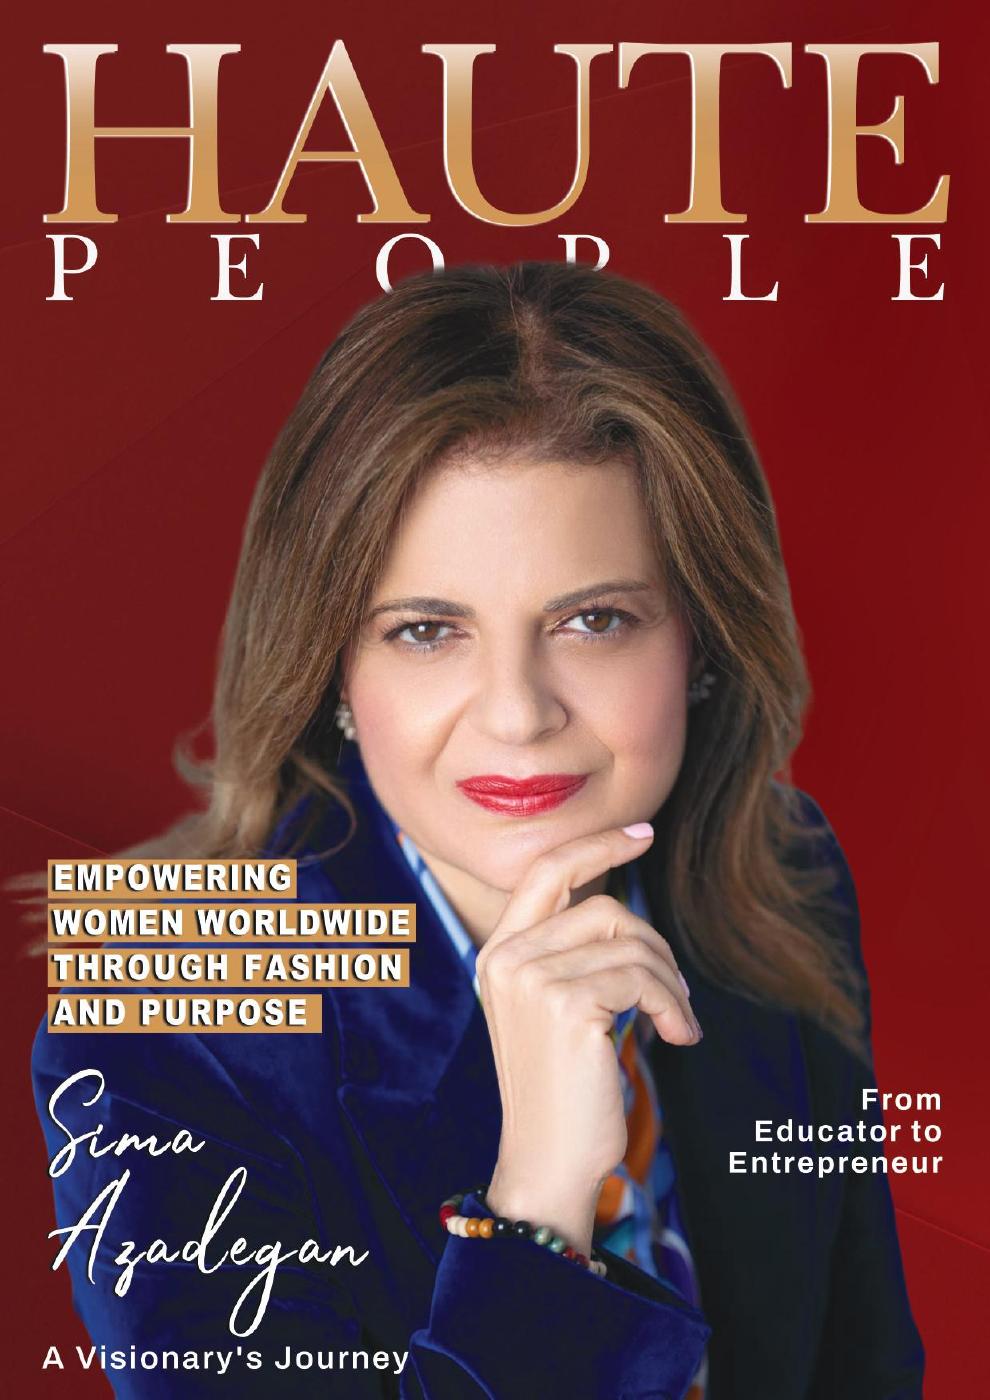 HAUTE
PEOPLE
EMPOWERING
WOMEN WORLDWIDE
THROUGH FASHION
AND PURPOSE
Sima
Azadegan
A Visionary's Journey
From
Educator to
Entrepreneur